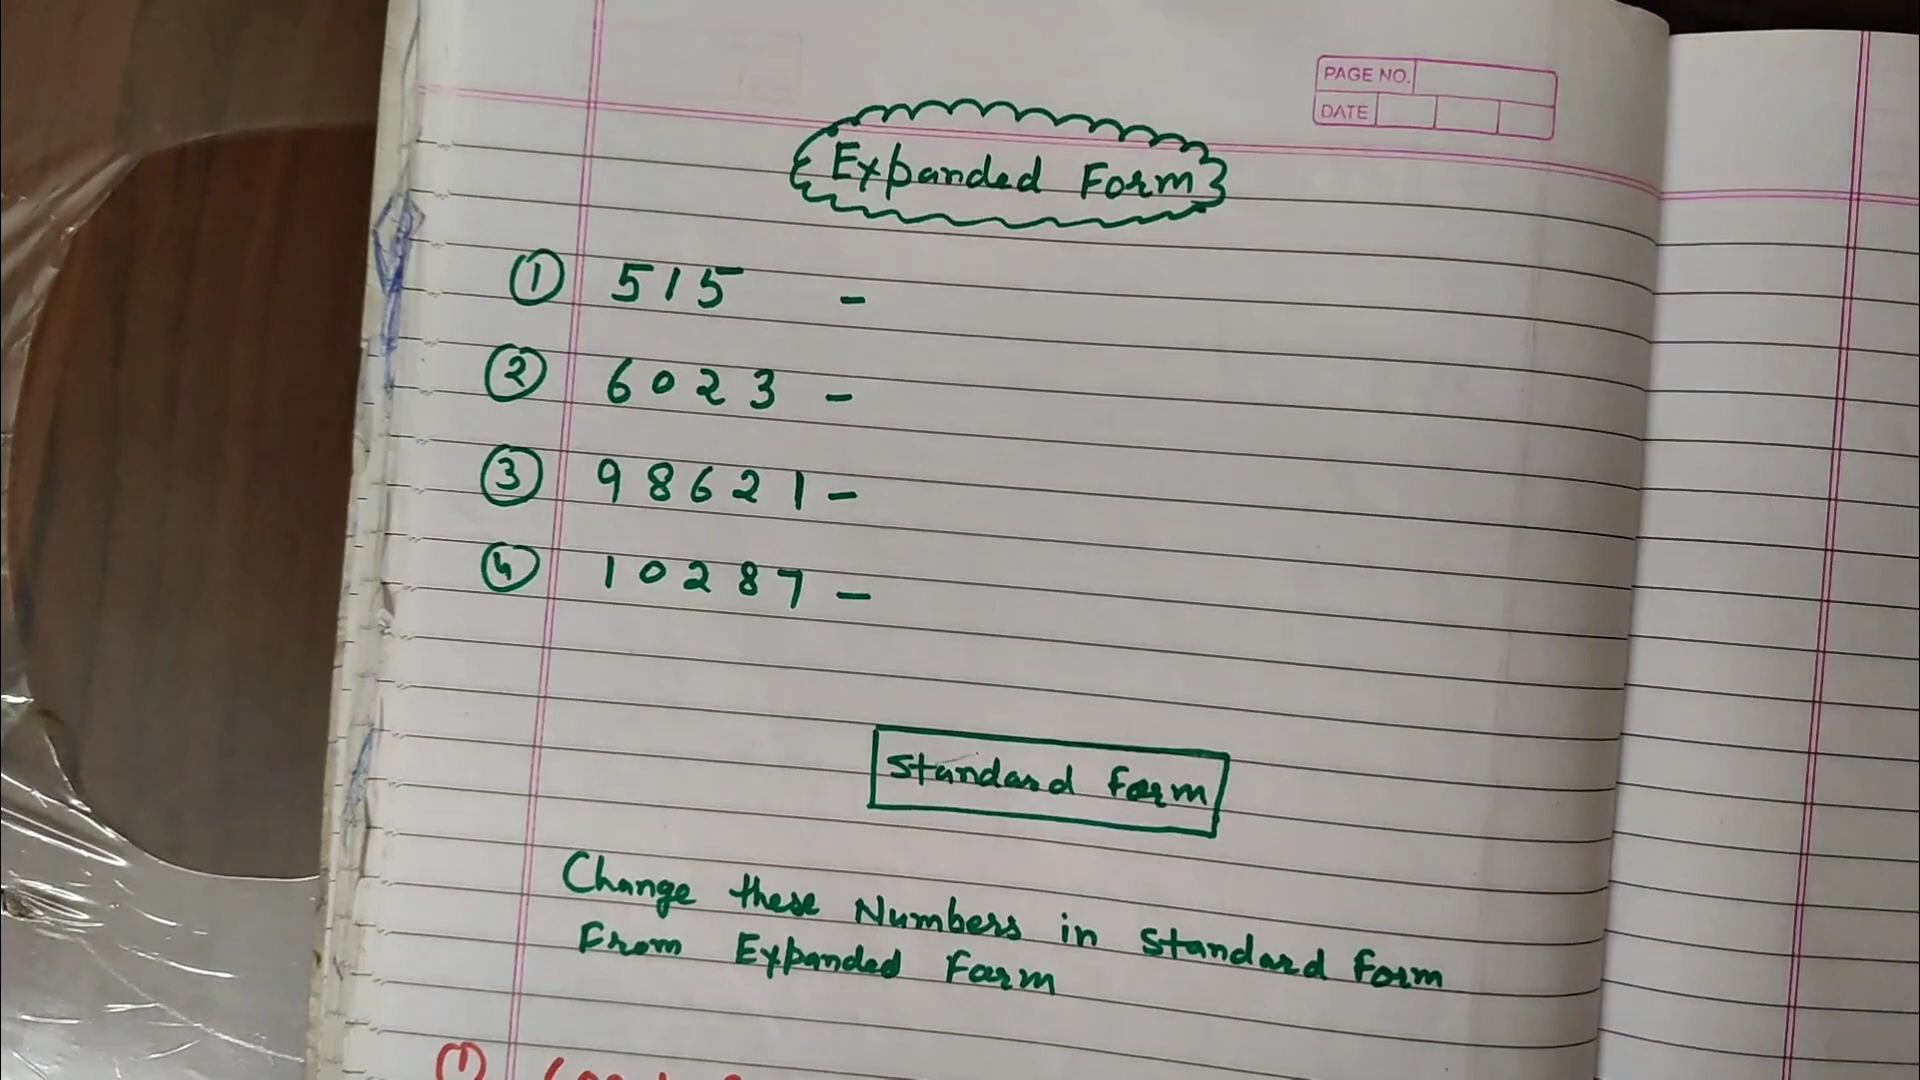 PAGE NO.
DATE
Expanded Form
1 515 -
2 6023 -
3 98621 -
4 10287 -
Standard form
Change these Numbers in Standard form
From Expanded Form
1